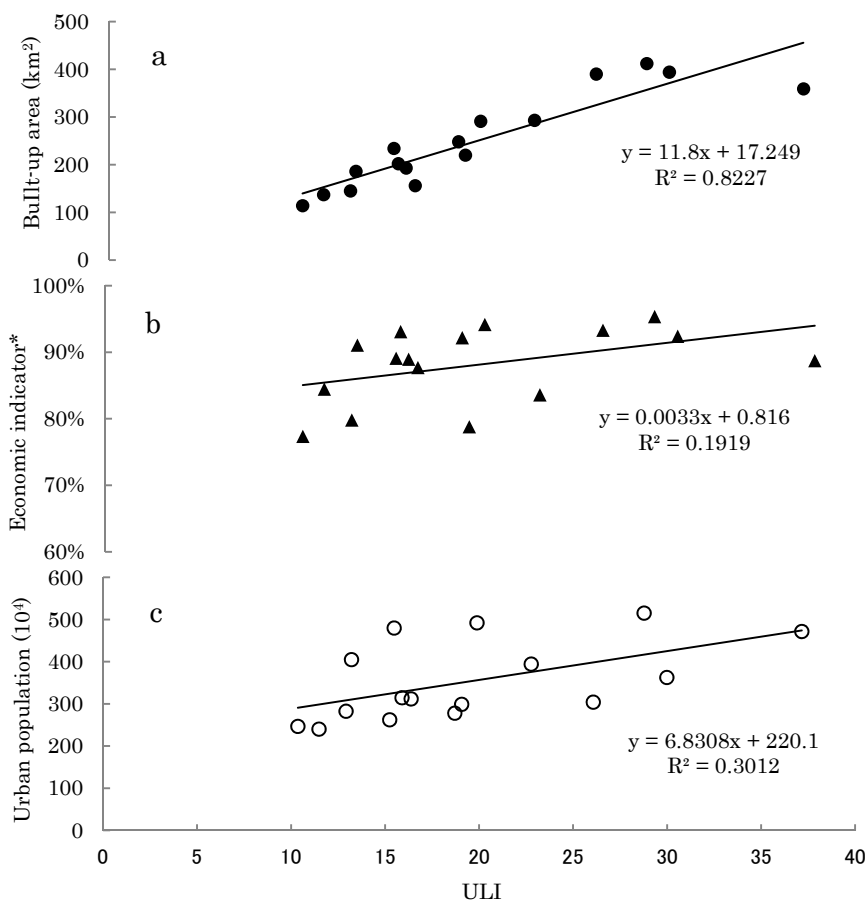 500
400
300
200
100
0
BuIlt-up area (km²)
a
y = 11.8x + 17.249
R² = 0.8227
100%
90%
80%
70%
60%
Economic indicator*
b
y = 0.0033x + 0.816
R² = 0.1919
600
500
400
300
200
100
0
Urban population (10⁴)
c
y = 6.8308x + 220.1
R² = 0.3012
0 5 10 15 20 25 30 35 40
ULI